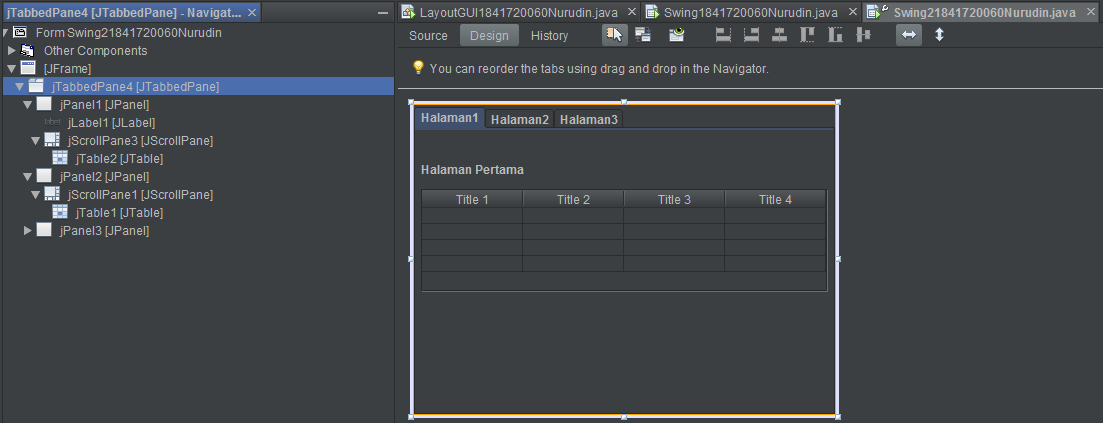 jTabbedPane4 [JTabbedPane] - Navigat...
Form Swing21841720060Nurudin
Other Components
[JFrame]
jTabbedPane4 [JTabbedPane]
jPanel1 [JPanel]
label
jLabel1 [JLabel]
jScrollPane3 [JScrollPane]
jTable2 [JTable]
jPanel2 [JPanel]
jScrollPane1 [JScrollPane]
jTable1 [JTable]
jPanel3 [JPanel]
LayoutGUI1841720060Nurudin.java
Swing1841720060Nurudin.java
Swing21841720060Nurudin.java
Source Design History
You can reorder the tabs using drag and drop in the Navigator.
Halaman1 Halaman2 Halaman3
Halaman Pertama
Title 1 Title 2 Title 3 Title 4